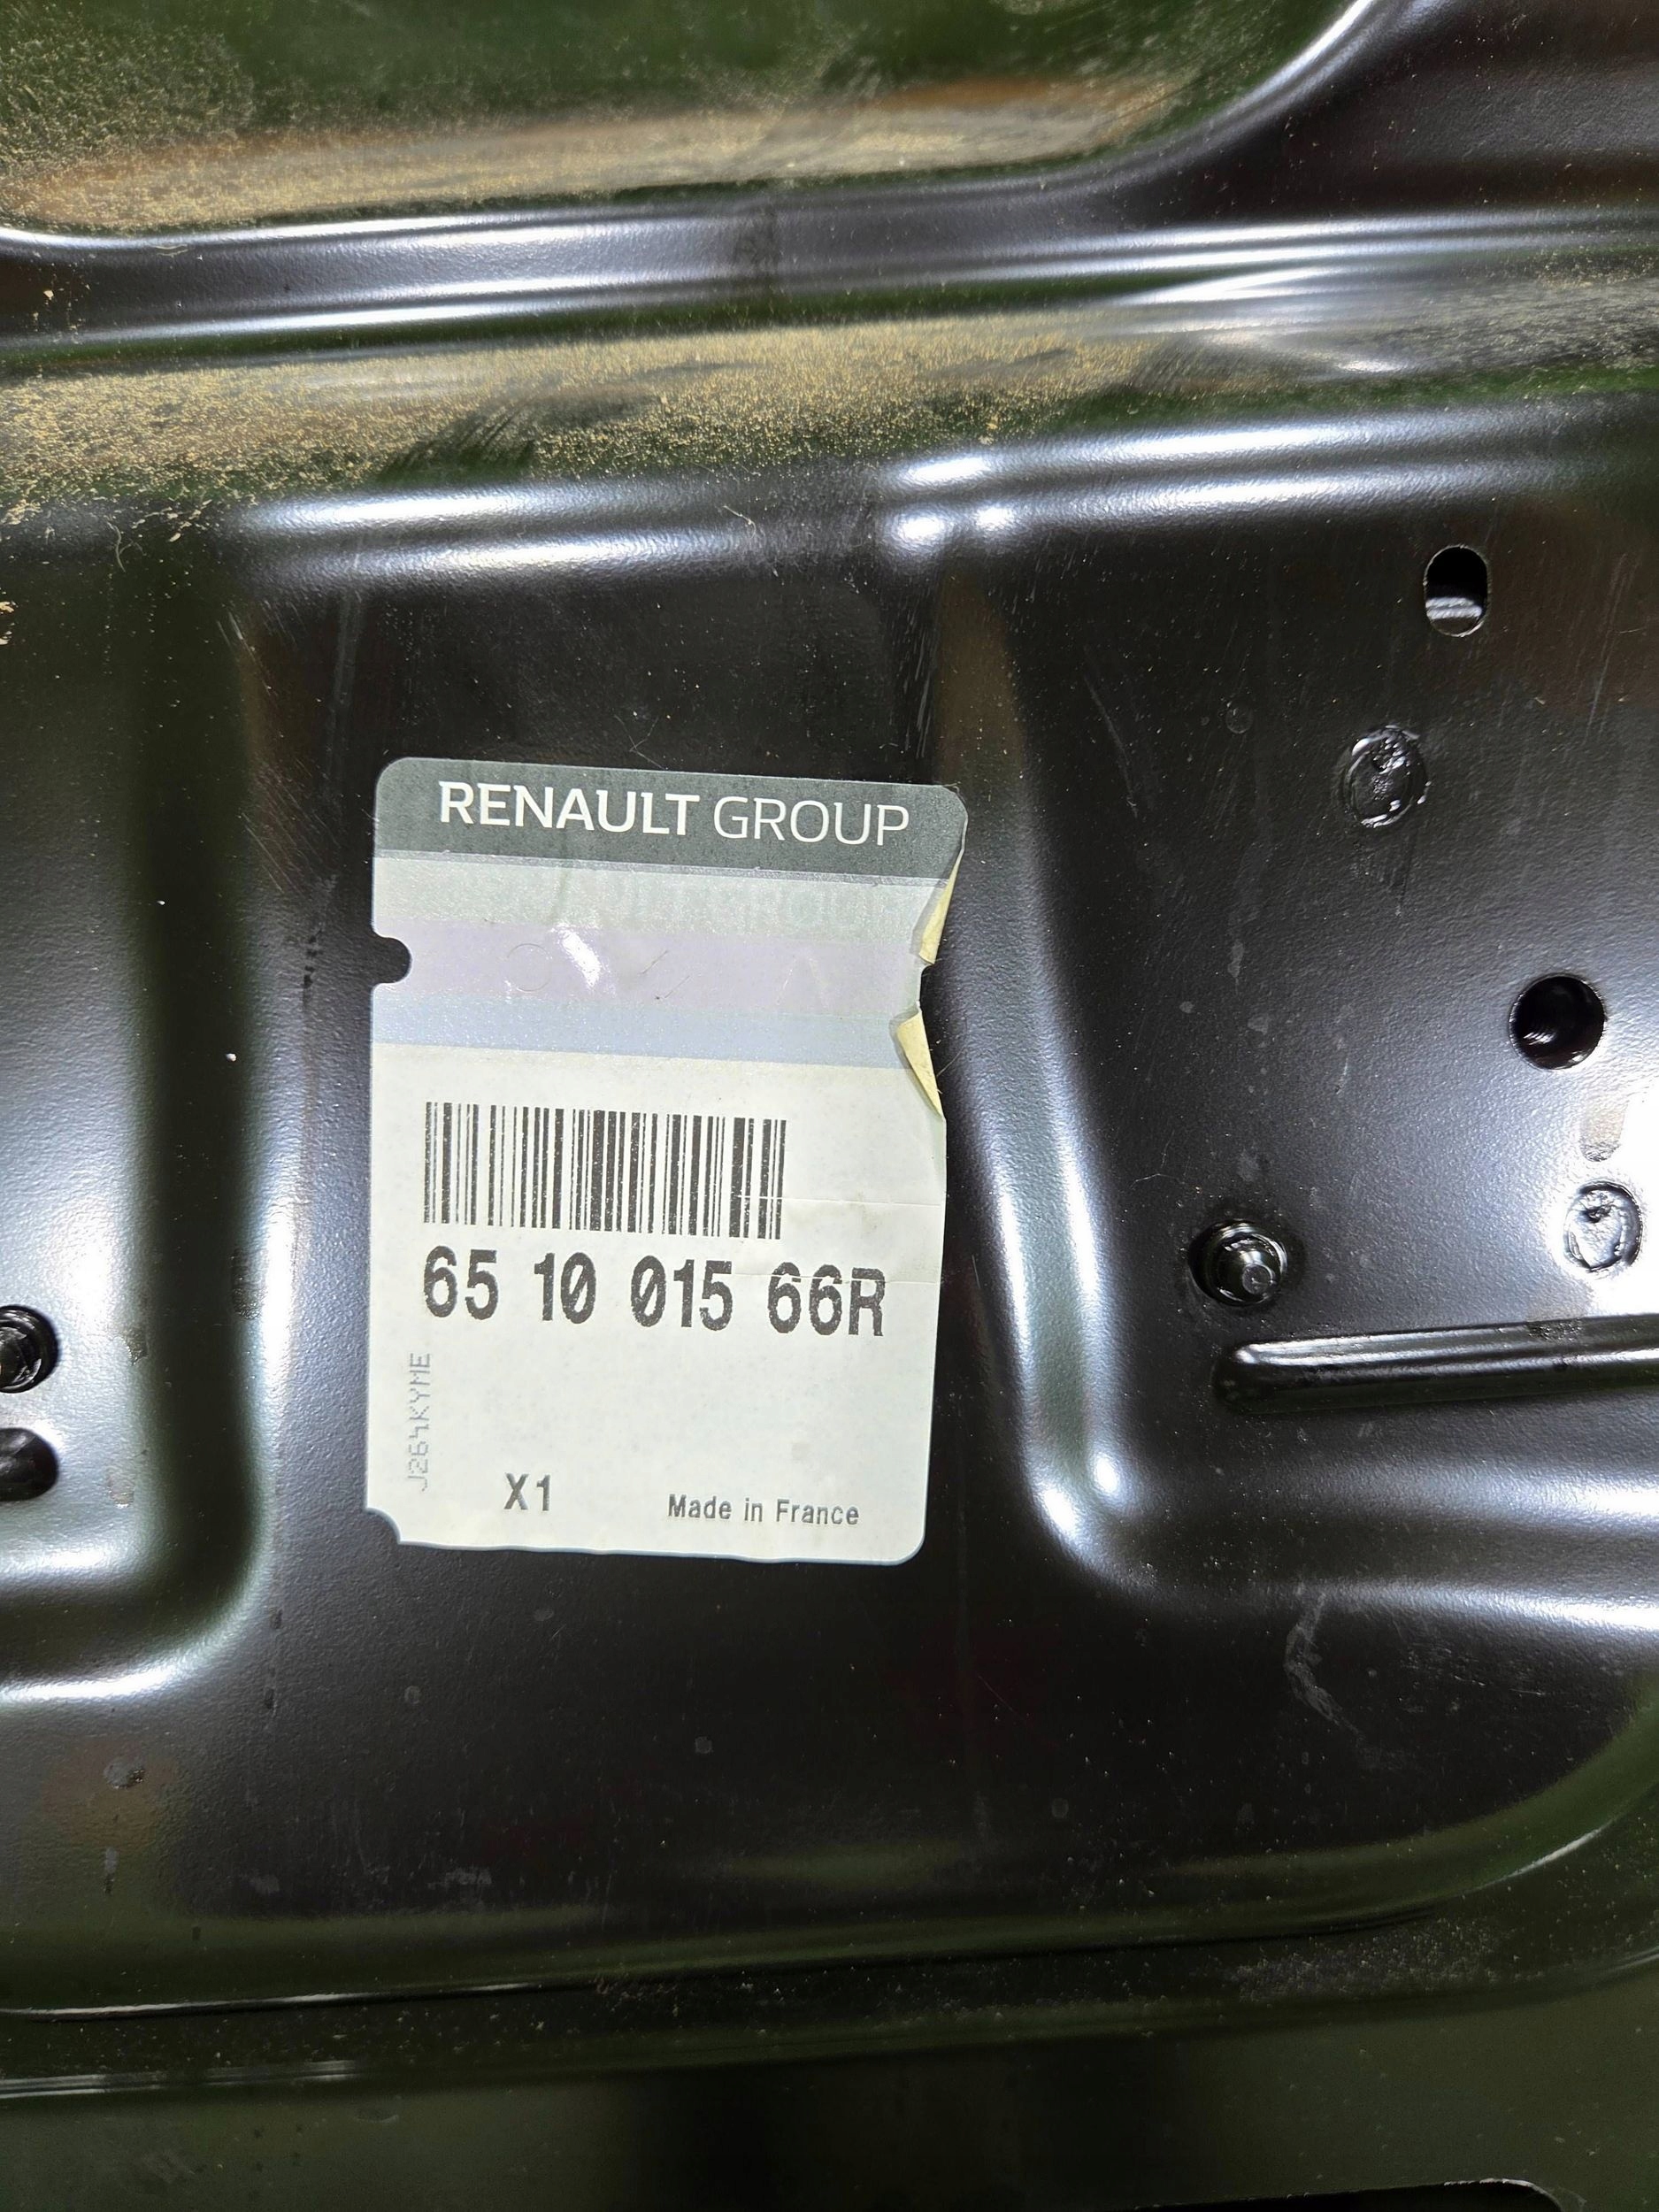 RENAULT GROUP
65 10 015 66R
J264KYME
X1
Made in France